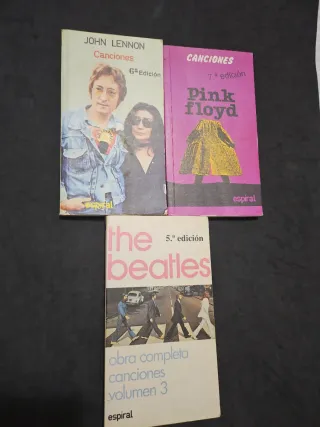 JOHN LENNON
Canciones
6ª Edición
espiral
CANCIONES
7ª edición
Pink
floyd
espiral
the
5.ª edición
beatles
obra completa
canciones
volumen 3
espiral